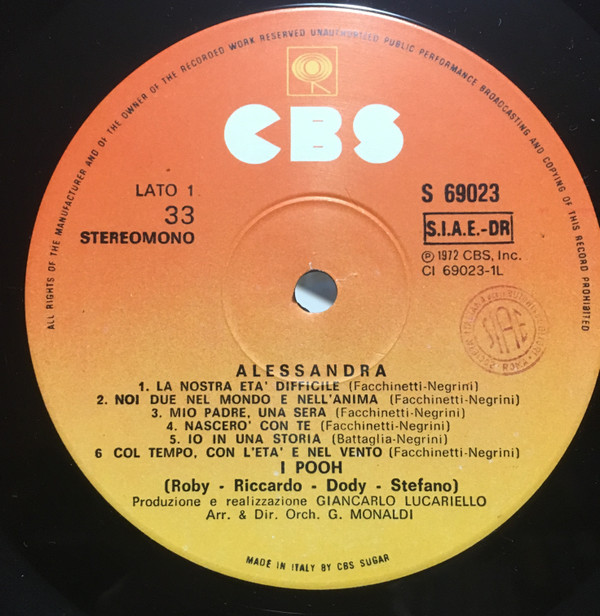 ALL RIGHTS OF THE MANUFACTURER AND OF THE OWNER OF THE RECORDED WORK RESERVED UNAUTHORIZED PUBLIC PERFORMANCE BROADCASTING AND COPYING OF THIS RECORD PROHIBITED
CBS
LATO 1
33
STEREOMONO
S 69023
S.I.A.E.-DR
Ⓟ 1972 CBS, Inc.
CI 69023-1L
SIAE
ROMA
ALESSANDRA
1. LA NOSTRA ETA' DIFFICILE (Facchinetti-Negrini)
2. NOI DUE NEL MONDO E NELL'ANIMA (Facchinetti-Negrini)
3. MIO PADRE, UNA SERA (Facchinetti-Negrini)
4. NASCERO' CON TE (Facchinetti-Negrini)
5. IO IN UNA STORIA (Battaglia-Negrini)
6 COL TEMPO, CON L'ETA' E NEL VENTO (Facchinetti-Negrini)
I POOH
(Roby - Riccardo - Dody - Stefano)
Produzione e realizzazione GIANCARLO LUCARIELLO
Arr. & Dir. Orch. G. MONALDI
MADE IN ITALY BY CBS SUGAR